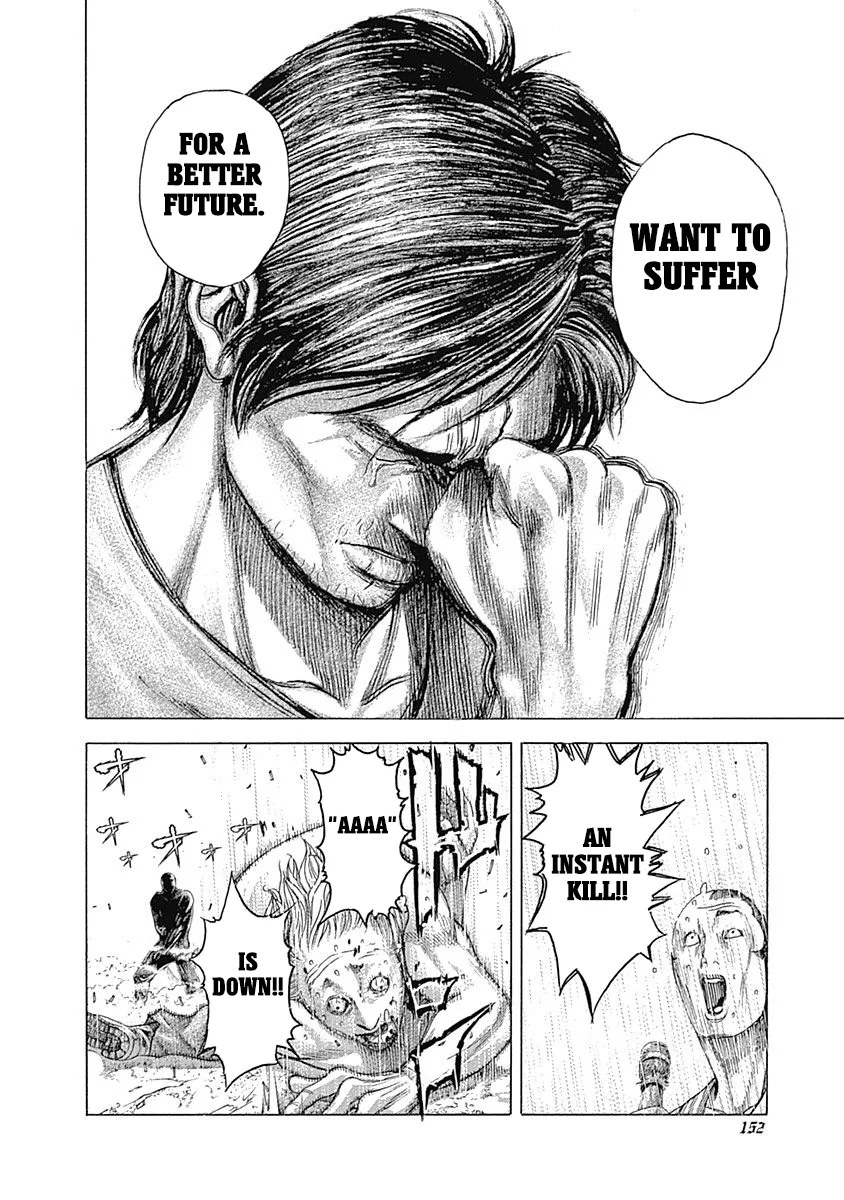 WANT TO
SUFFER
FOR A
BETTER
FUTURE.
AN
INSTANT
KILL!!
"AAAA"
IS
DOWN!!
152